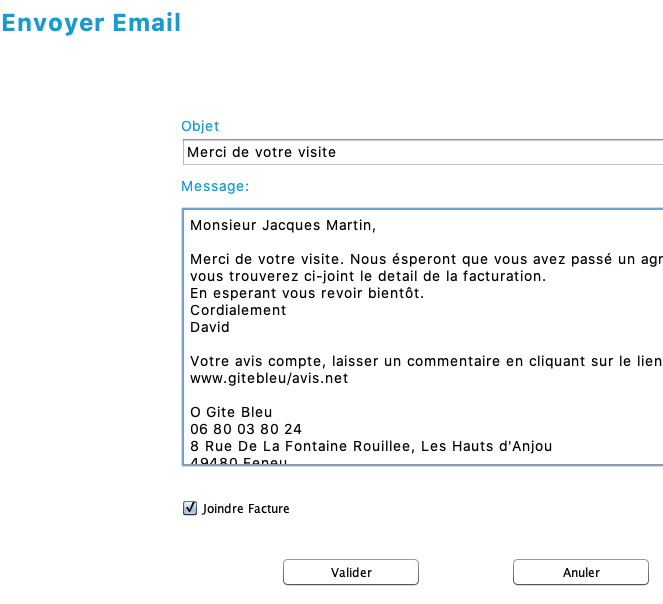 Envoyer Email
Objet
Merci de votre visite
Message:
Monsieur Jacques Martin,
Merci de votre visite. Nous ésperont que vous avez passé un agr
vous trouverez ci-joint le detail de la facturation.
En esperant vous revoir bientôt.
Cordialement
David
Votre avis compte, laisser un commentaire en cliquant sur le lien
www.gitebleu/avis.net
O Gite Bleu
06 80 03 80 24
8 Rue De La Fontaine Rouillee, Les Hauts d'Anjou
49480 Feneu
Joindre Facture
Valider
Anuler